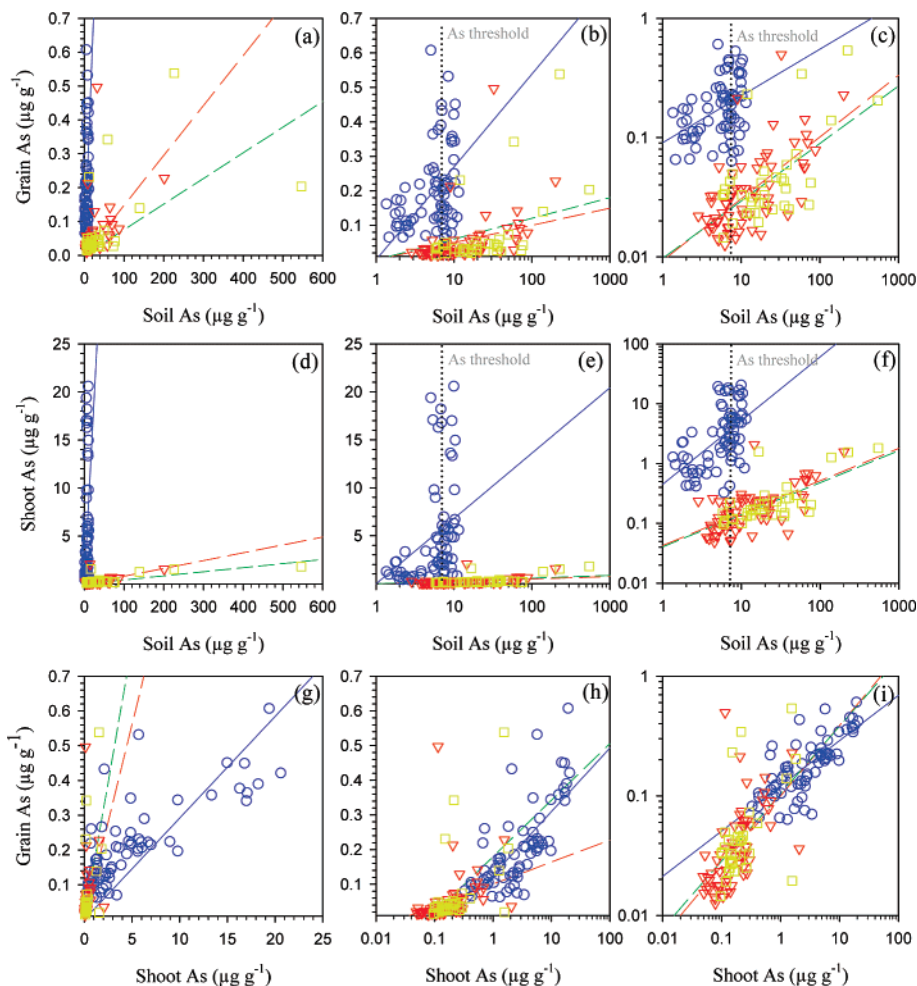 (a)
0.7
0.6
0.5
0.4
0.3
0.2
0.1
0.0
Grain As (µg g⁻¹)
0 100 200 300 400 500 600
Soil As (µg g⁻¹)
(b)
As threshold
0.7
0.6
0.5
0.4
0.3
0.2
0.1
1 10 100 1000
Soil As (µg g⁻¹)
(c)
As threshold
1
0.1
0.01
1 10 100 1000
Soil As (µg g⁻¹)
(d)
25
20
15
10
5
Shoot As (µg g⁻¹)
0 100 200 300 400 500 600
Soil As (µg g⁻¹)
(e)
As threshold
25
20
15
10
5
1 10 100 1000
Soil As (µg g⁻¹)
(f)
As threshold
100
10
1
0.1
0.01
1 10 100 1000
Soil As (µg g⁻¹)
(g)
0.7
0.6
0.5
0.4
0.3
0.2
0.1
Grain As (µg g⁻¹)
0 5 10 15 20 25
Shoot As (µg g⁻¹)
(h)
0.7
0.6
0.5
0.4
0.3
0.2
0.1
0.01 0.1 1 10 100
Shoot As (µg g⁻¹)
(i)
1
0.1
0.01
0.01 0.1 1 10 100
Shoot As (µg g⁻¹)